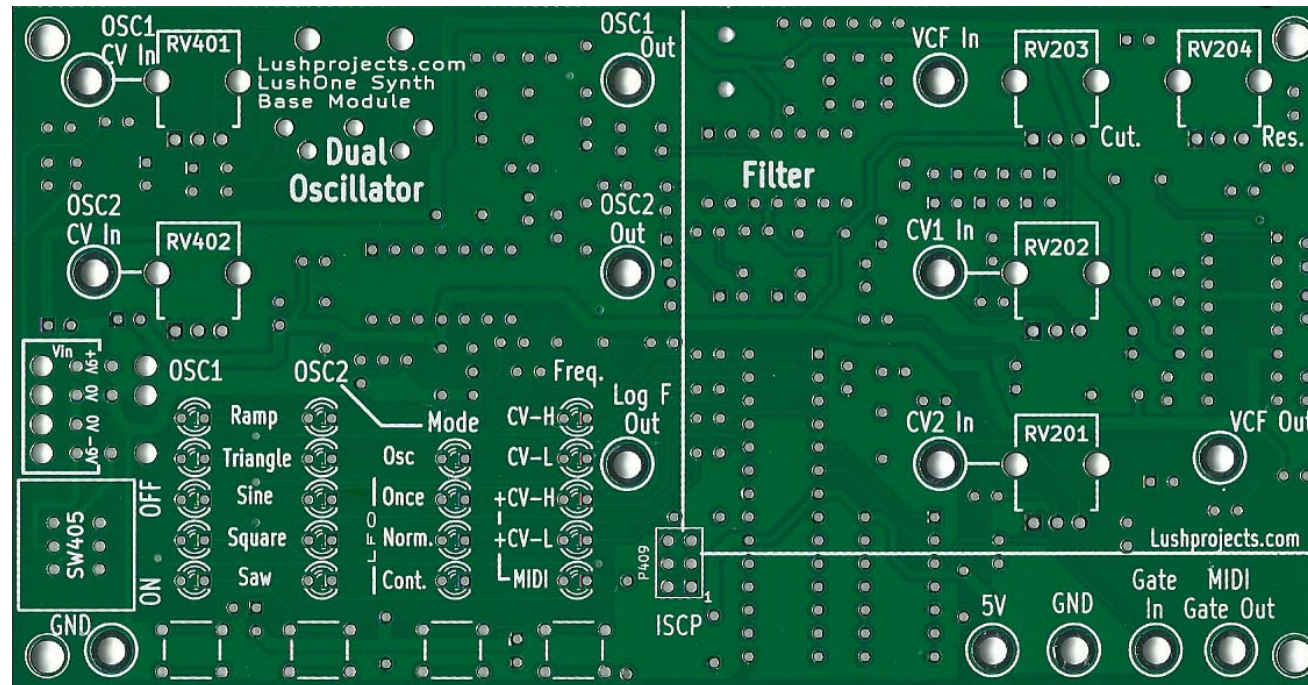 OSC1
CV In
RV401
Lushprojects.com
LushOne Synth
Base Module
Dual
Oscillator
OSC1
Out
OSC2
CV In
RV402
OSC2
Out
Vin
+9V
0V
0V
-9V
OSC1
OSC2
Mode
Freq.
Log F
Out
Ramp
Triangle
Sine
Square
Saw
Osc
Once
Norm.
Cont.
LFO
CV-H
CV-L
+CV-H
+CV-L
MIDI
OFF
SW405
ON
GND
P409
1
ISCP
VCF In
RV203
Cut.
RV204
Res.
Filter
CV1 In
RV202
CV2 In
RV201
VCF Out
Lushprojects.com
5V
GND
Gate
In
MIDI
Gate Out